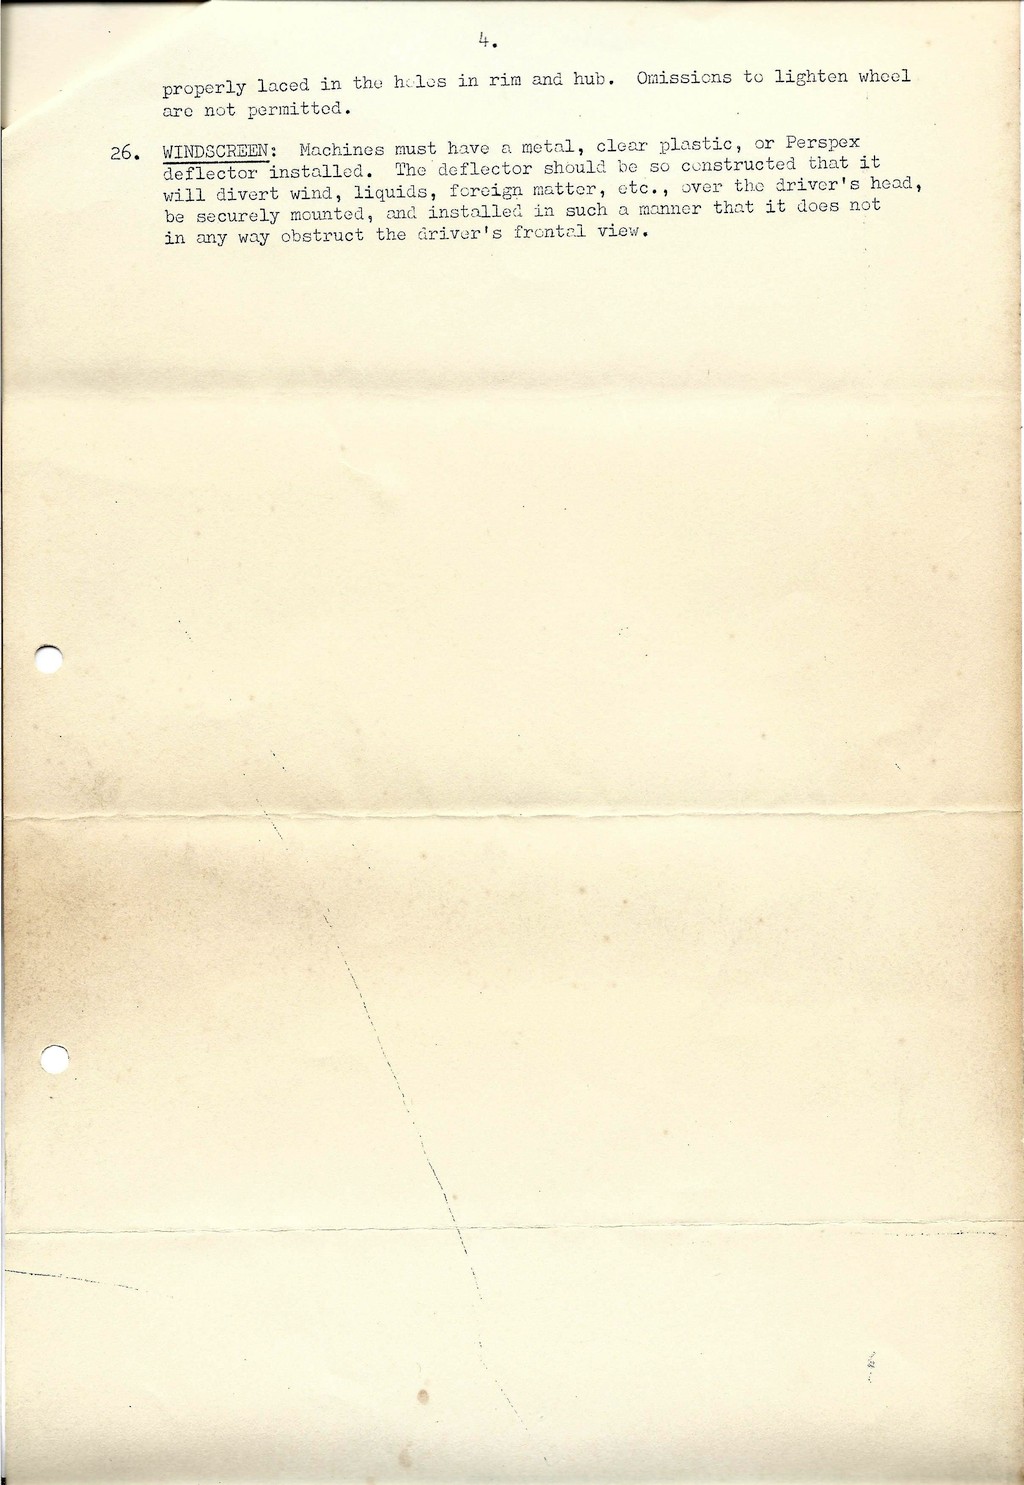 4.
properly laced in the holes in rim and hub. Omissions to lighten wheel
are not permitted.
26. WINDSCREEN: Machines must have a metal, clear plastic, or Perspex
deflector installed. The deflector should be so constructed that it
will divert wind, liquids, foreign matter, etc., over the driver's head,
be securely mounted, and installed in such a manner that it does not
in any way obstruct the driver's frontal view.